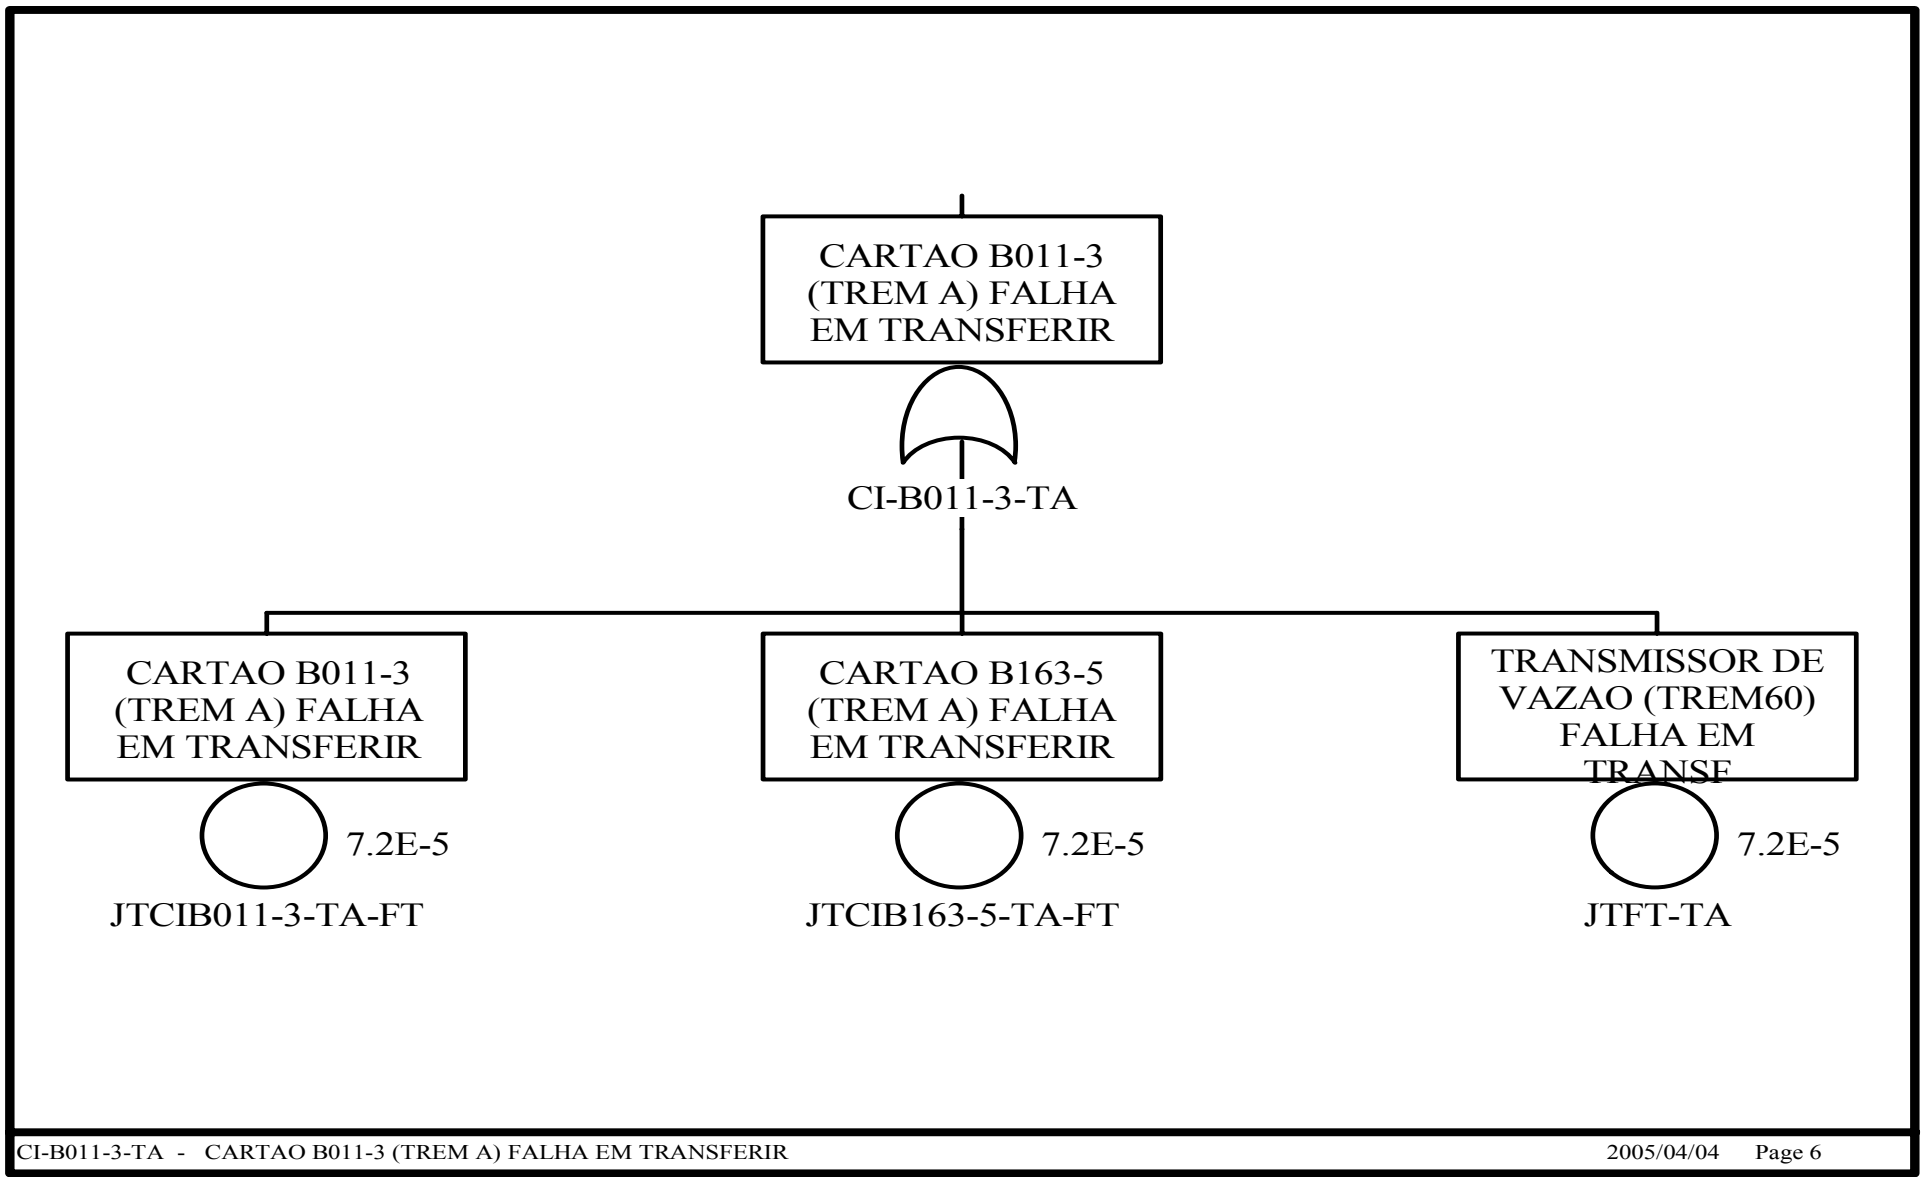 CARTAO B011-3
(TREM A) FALHA
EM TRANSFERIR
CI-B011-3-TA
CARTAO B011-3
(TREM A) FALHA
EM TRANSFERIR
7.2E-5
JTCIB011-3-TA-FT
CARTAO B163-5
(TREM A) FALHA
EM TRANSFERIR
7.2E-5
JTCIB163-5-TA-FT
TRANSMISSOR DE
VAZAO (TREM60)
FALHA EM
TRANSF
7.2E-5
JTFT-TA
CI-B011-3-TA - CARTAO B011-3 (TREM A) FALHA EM TRANSFERIR
2005/04/04 Page 6